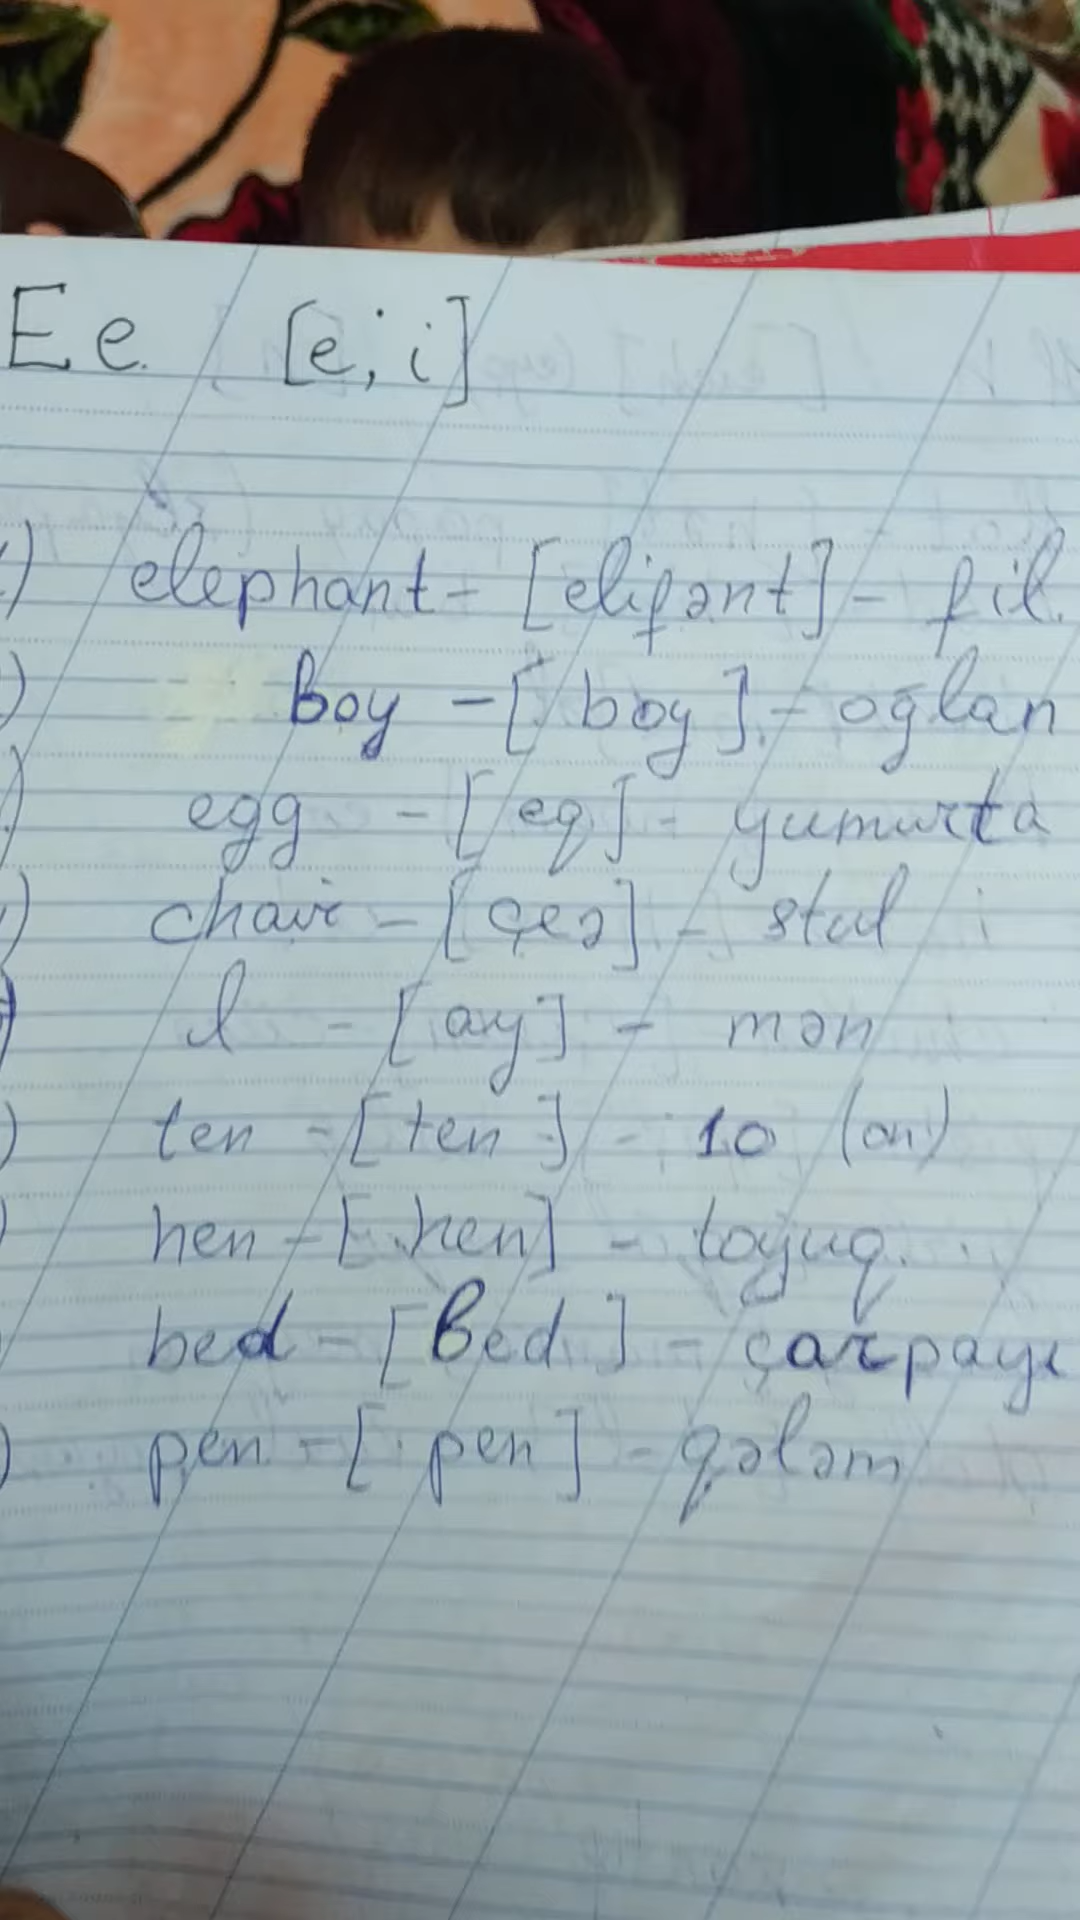 Ee [e, i]
) elephant - [elifənt] - fil.
) Boy - [boy] - oğlan
) egg - [eq] - yumurta
) chair - [çeə] - stul
) I - [ay] - mən
) ten - [ten] - 10 (on)
) hen - [hen] - toyuq.
bed - [Bed] - çarpayı
) pen - [pen] - qələm